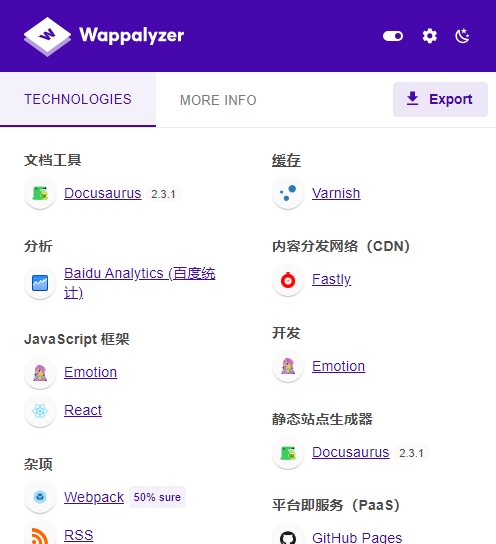 Wappalyzer
TECHNOLOGIES
MORE INFO
Export
文档工具
Docusaurus 2.3.1
分析
Baidu Analytics (百度统
计)
JavaScript 框架
Emotion
React
杂项
Webpack 50% sure
RSS
缓存
Varnish
内容分发网络（CDN）
Fastly
开发
Emotion
静态站点生成器
Docusaurus 2.3.1
平台即服务（PaaS）
GitHub Pages